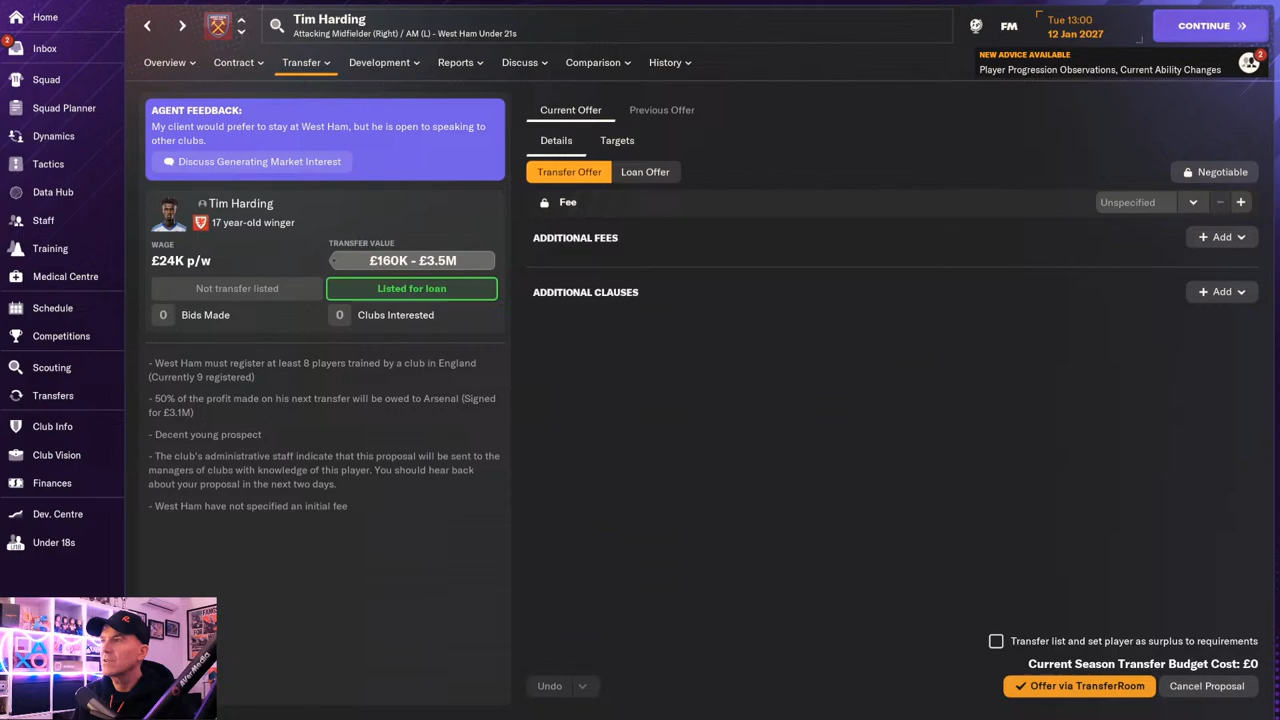 Home
Tim Harding
Attacking Midfielder (Right) / AM (L) - West Ham Under 21s
FM
Tue 13:00
12 Jan 2027
CONTINUE
2
Inbox
Overview
Contract
Transfer
Development
Reports
Discuss
Comparison
History
NEW ADVICE AVAILABLE
Player Progression Observations, Current Ability Changes
2
Squad
Squad Planner
Dynamics
Tactics
Data Hub
Staff
Training
Medical Centre
Schedule
Competitions
Scouting
Transfers
Club Info
Club Vision
Finances
Dev. Centre
Under 18s
AGENT FEEDBACK:
My client would prefer to stay at West Ham, but he is open to speaking to
other clubs.
Discuss Generating Market Interest
Tim Harding
17 year-old winger
WAGE
£24K p/w
TRANSFER VALUE
£160K - £3.5M
Not transfer listed
Listed for loan
0 Bids Made
0 Clubs Interested
- West Ham must register at least 8 players trained by a club in England
(Currently 9 registered)
- 50% of the profit made on his next transfer will be owed to Arsenal (Signed
for £3.1M)
- Decent young prospect
- The club's administrative staff indicate that this proposal will be sent to the
managers of clubs with knowledge of this player. You should hear back
about your proposal in the next two days.
- West Ham have not specified an initial fee
Current Offer
Previous Offer
Details
Targets
Transfer Offer
Loan Offer
Negotiable
Fee
Unspecified
ADDITIONAL FEES
+ Add
ADDITIONAL CLAUSES
+ Add
Transfer list and set player as surplus to requirements
Current Season Transfer Budget Cost: £0
Undo
Offer via TransferRoom
Cancel Proposal